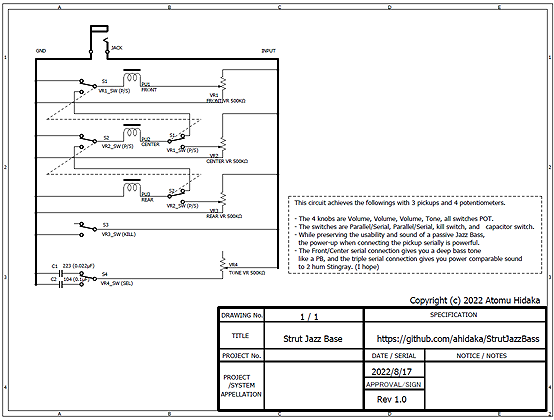 A B C D E
GND
JACK
INPUT
1
1
S1
VR1_SW (P/S)
PU1
FRONT
VR1
FRONT VR 500KΩ
S2
VR2_SW (P/S)
PU2
CENTER
S1
VR1_SW (P/S)
VR2
CENTER VR 500KΩ
2
2
PU3
REAR
S2
VR2_SW (P/S)
VR3
REAR VR 500KΩ
S3
VR3_SW (KILL)
This circuit achieves the followings with 3 pickups and 4 potentiometers.
- The 4 knobs are Volume, Volume, Volume, Tone, all switches POT.
- The switches are Parallel/Serial, Parallel/Serial, kill switch, and capacitor switch.
- While preserving the usability and sound of a passive Jazz Bass,
the power-up when connecting the pickup serially is powerful.
- The Front/Center serial connection gives you a deep bass tone
like a PB, and the triple serial connection gives you power comparable sound
to 2 hum Stingray. (I hope)
3
3
C1 223 (0.022μF)
C2 104 (0.1μF)
S4
VR4_SW (SEL)
VR4
TONE VR 500KΩ
Copyright (c) 2022 Atomu Hidaka
DRAWING No. 1 / 1 SPECIFICATION
TITLE Strut Jazz Base https://github.com/ahidaka/StrutJazzBass
PROJECT No. DATE / SERIAL NOTICE / NOTES
PROJECT
/SYSTEM
APPELLATION
2022/8/17
APPROVAL/SIGN
Rev 1.0
4
4
A B C D E